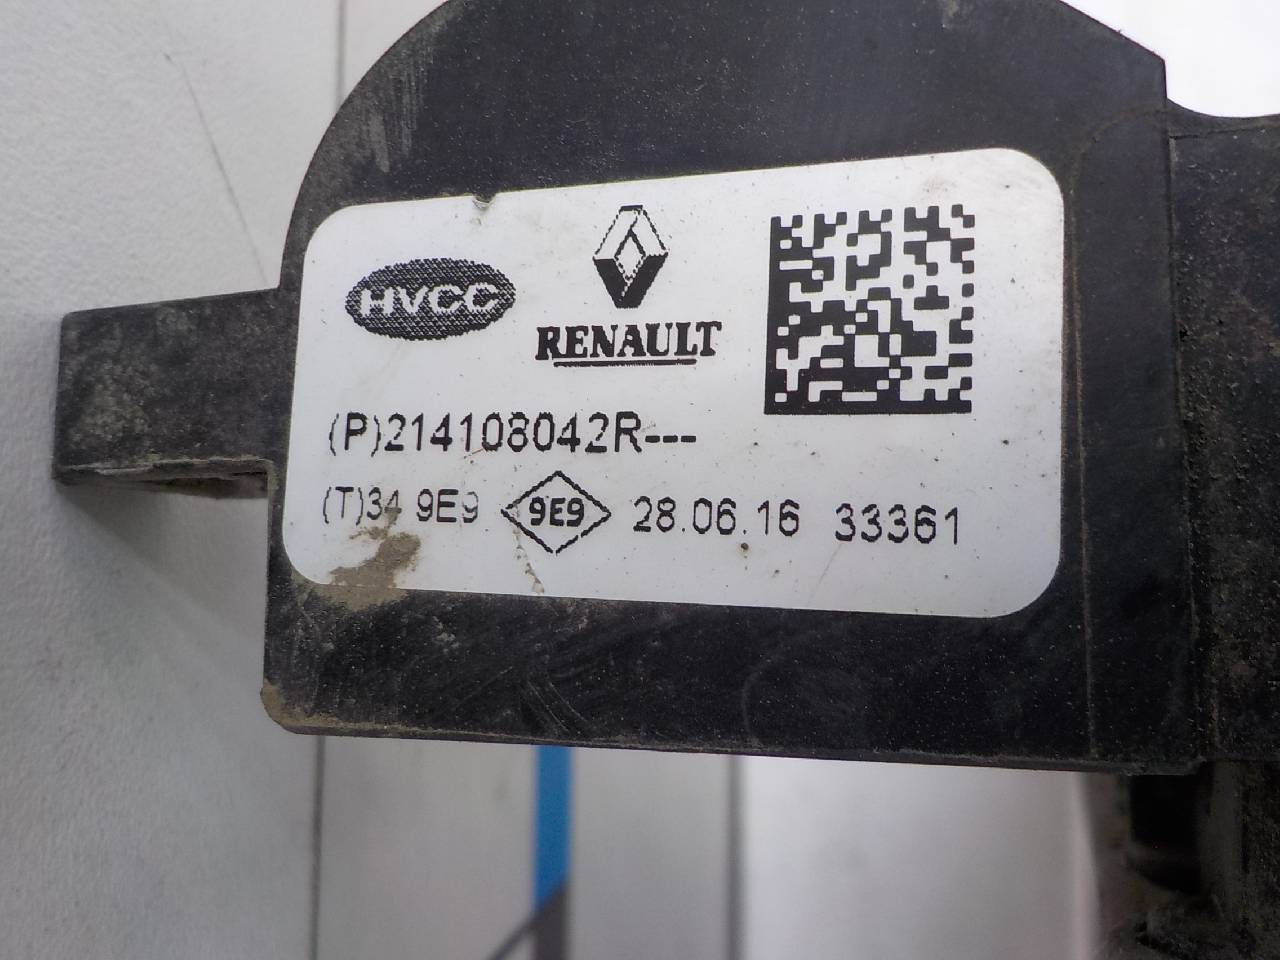 HVCC
RENAULT
(P)214108042R---
(T)34 9E9 9E9 28.06.16 33361